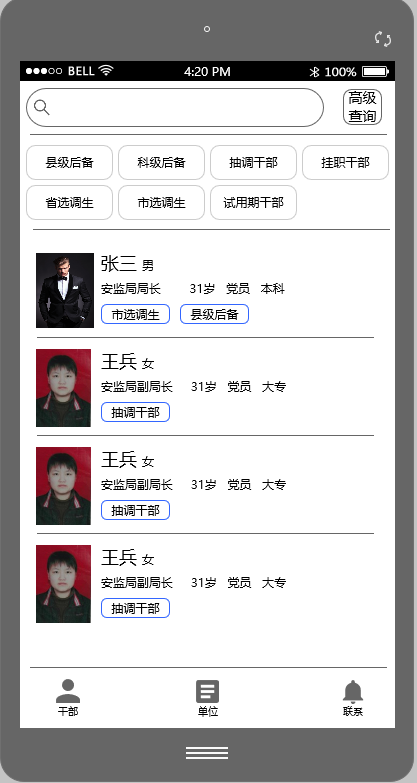 BELL 4:20 PM 100%
高级
查询
县级后备 科级后备 抽调干部 挂职干部
省选调生 市选调生 试用期干部
张三 男
安监局局长 31岁 党员 本科
市选调生 县级后备
王兵 女
安监局副局长 31岁 党员 大专
抽调干部
王兵 女
安监局副局长 31岁 党员 大专
抽调干部
王兵 女
安监局副局长 31岁 党员 大专
抽调干部
干部 单位 联系